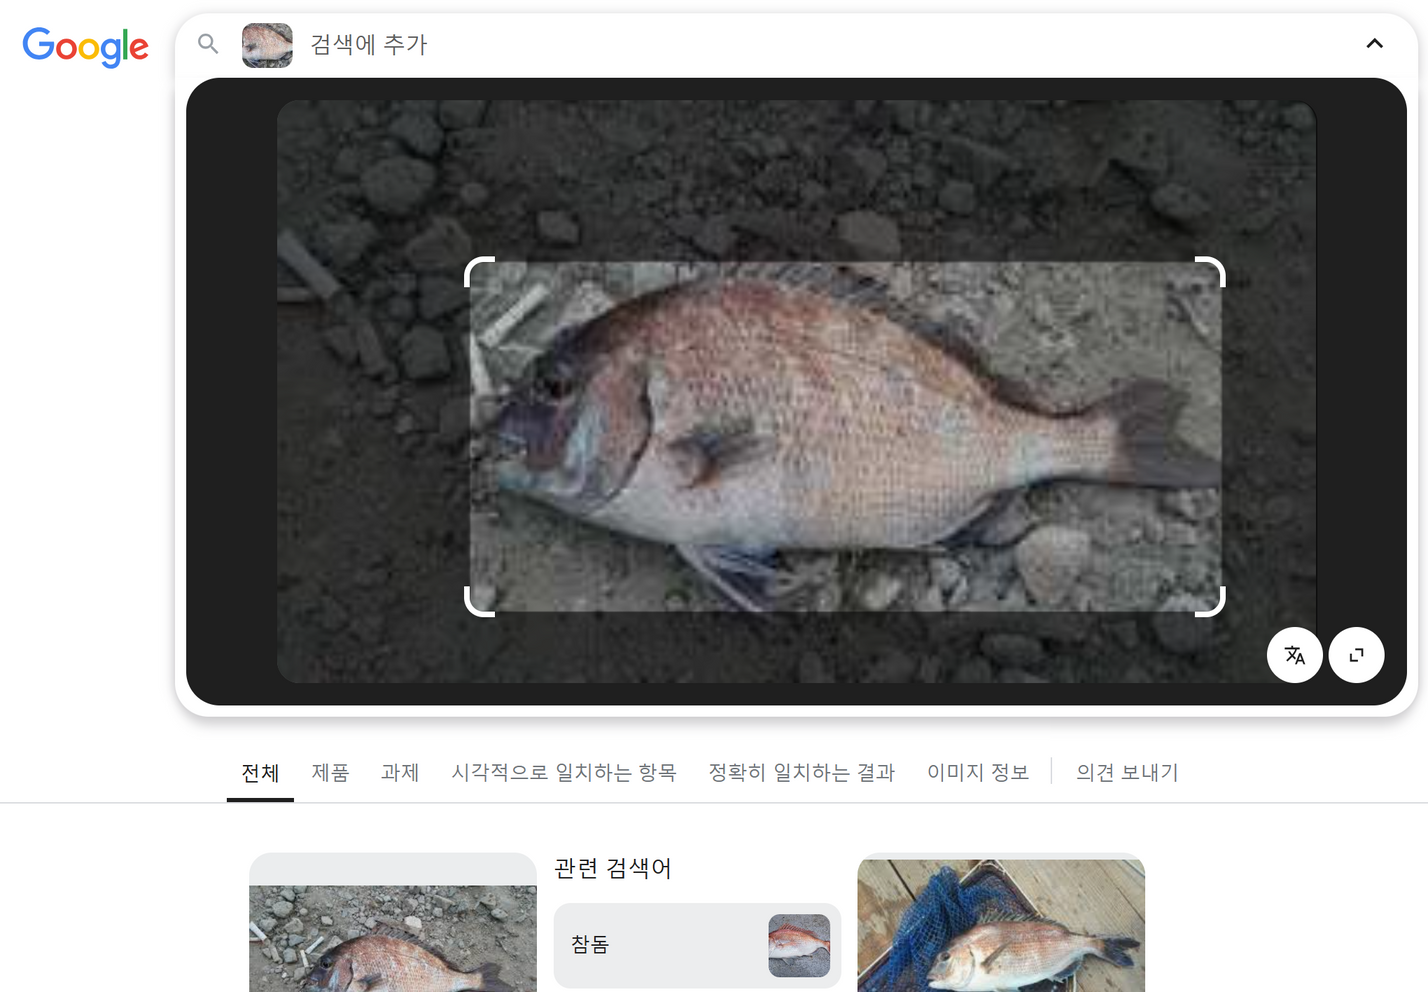 Google
검색에 추가
전체
제품
과제
시각적으로 일치하는 항목
정확히 일치하는 결과
이미지 정보
의견 보내기
관련 검색어
참돔